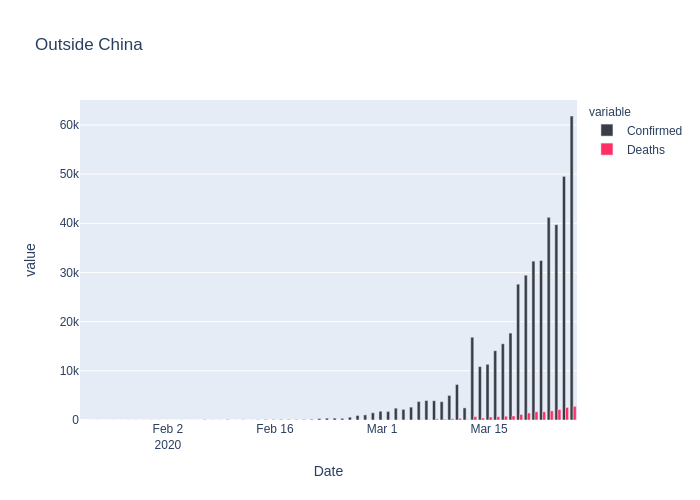 Outside China
variable
Confirmed
Deaths
60k
50k
40k
30k
20k
10k
0
value
Feb 2
2020
Feb 16
Mar 1
Mar 15
Date